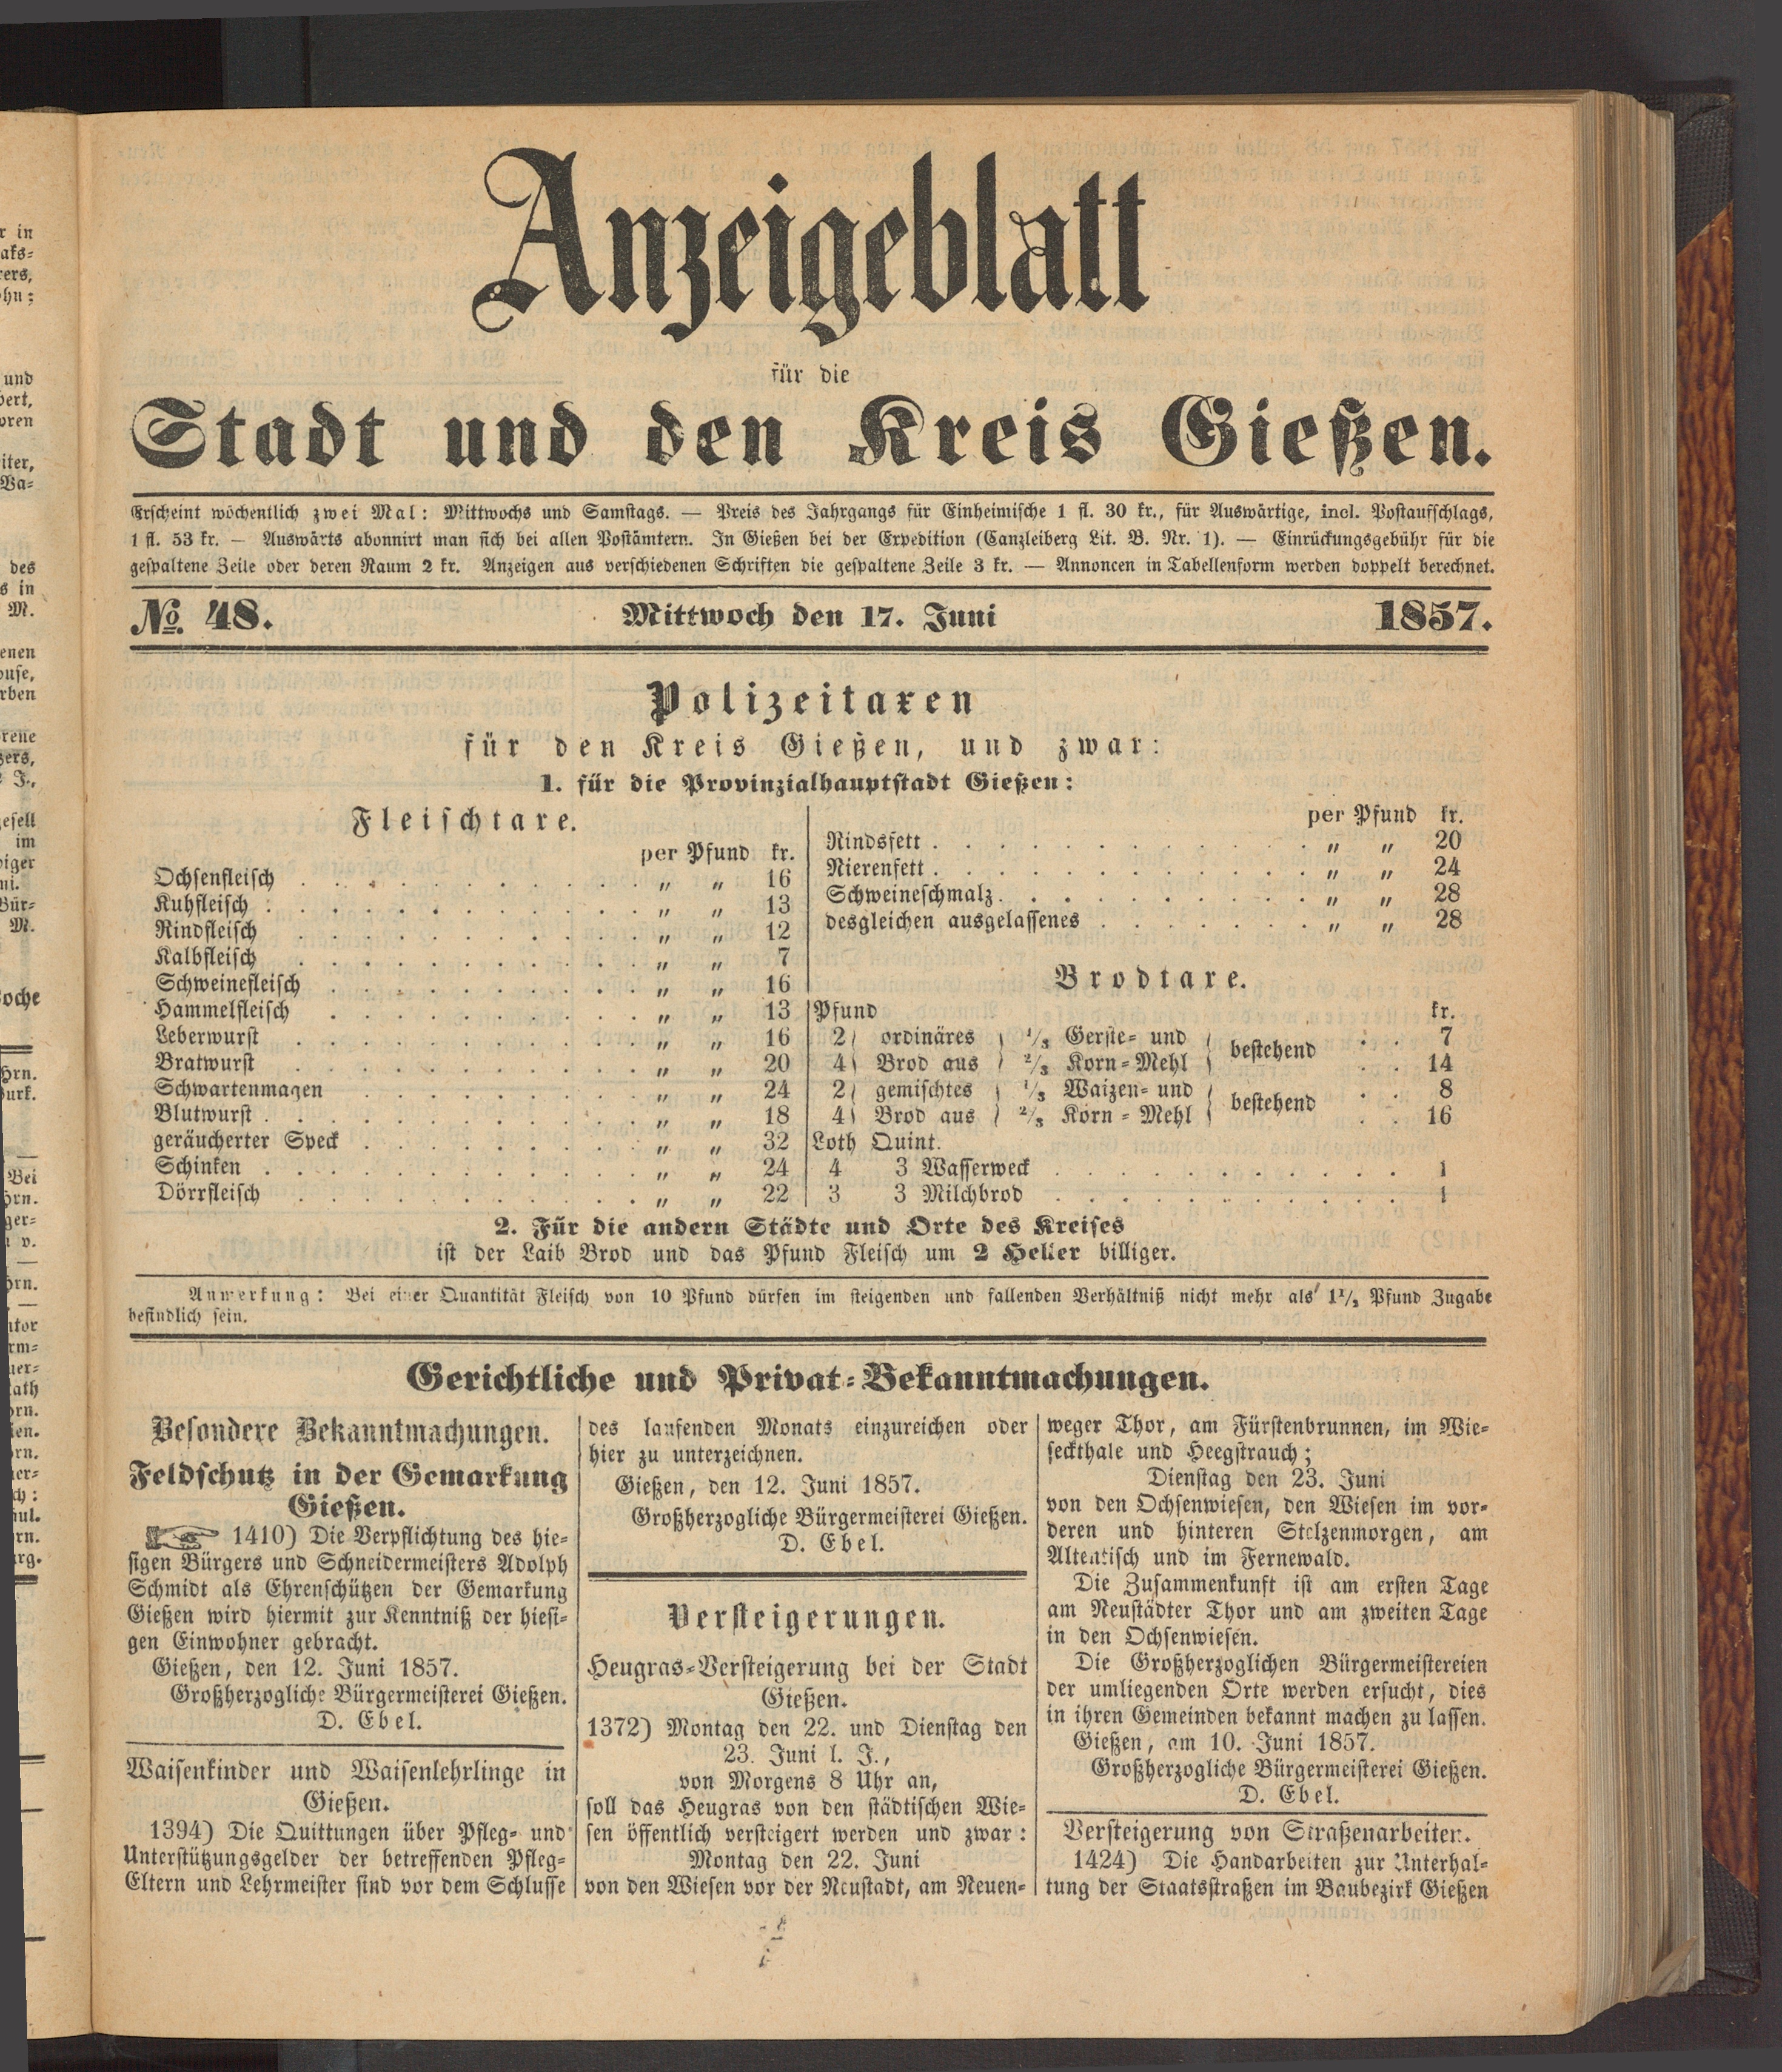 Anzeigeblatt
für die
Stadt und den Kreis Gießen.
Erscheint wöchentlich zwei Mal: Mittwochs und Samstags. — Preis des Jahrgangs für Einheimische 1 fl. 30 kr., für Auswärtige, incl. Postaufschlags,
1 fl. 53 kr. — Auswärts abonnirt man sich bei allen Postämtern. In Gießen bei der Expedition (Canzleiberg Lit. B. Nr. 1). — Einrückungsgebühr für die
gespaltene Zeile oder deren Raum 2 kr. Anzeigen aus verschiedenen Schriften die gespaltene Zeile 3 kr. — Annoncen in Tabellenform werden doppelt berechnet.
No. 48. Mittwoch den 17. Juni 1857.
Polizeitaxen
für den Kreis Gießen, und zwar:
1. für die Provinzialhauptstadt Gießen:
Fleischtaxe.
per Pfund kr.
Ochsenfleisch . . . . . . . . . . . . . „ „ 16
Kuhfleisch . . . . . . . . . . . . . „ „ 13
Rindfleisch . . . . . . . . . . . . . „ „ 12
Kalbfleisch . . . . . . . . . . . . . „ „ 7
Schweinefleisch . . . . . . . . . . . . „ „ 16
Hammelfleisch . . . . . . . . . . . . „ „ 13
Leberwurst . . . . . . . . . . . . . „ „ 16
Bratwurst . . . . . . . . . . . . . „ „ 20
Schwartenmagen . . . . . . . . . . . „ „ 24
Blutwurst . . . . . . . . . . . . . „ „ 18
geräucherter Speck . . . . . . . . . . . „ „ 32
Schinken . . . . . . . . . . . . . „ „ 24
Dörrfleisch . . . . . . . . . . . . . „ „ 22
per Pfund kr.
Rindsfett . . . . . . . . . . . . „ „ 20
Nierenfett . . . . . . . . . . . . „ „ 24
Schweineschmalz . . . . . . . . . . „ „ 28
desgleichen ausgelassenes . . . . . . . „ „ 28
Brodtaxe.
Pfund kr.
2) ordinäres ) 1/3 Gerste- und ) bestehend . . 7
4) Brod aus ) 2/3 Korn-Mehl ) . . 14
2) gemischtes ) 1/3 Waizen- und ) bestehend . . 8
4) Brod aus ) 2/3 Korn-Mehl ) . . 16
Loth Quint.
4 3 Wasserweck . . . . . . . . . . . 1
3 3 Milchbrod . . . . . . . . . . . 1
2. Für die andern Städte und Orte des Kreises
ist der Laib Brod und das Pfund Fleisch um 2 Heller billiger.
Anmerkung: Bei einer Quantität Fleisch von 10 Pfund dürfen im steigenden und fallenden Verhältniß nicht mehr als 1 1/2 Pfund Zugabe
befindlich sein.
Gerichtliche und Privat-Bekanntmachungen.
Besondere Bekanntmachungen.
Feldschutz in der Gemarkung
Gießen.
☞ 1410) Die Verpflichtung des hie-
sigen Bürgers und Schneidermeisters Adolph
Schmidt als Ehrenschützen der Gemarkung
Gießen wird hiermit zur Kenntniß der hiesi-
gen Einwohner gebracht.
Gießen, den 12. Juni 1857.
Großherzogliche Bürgermeisterei Gießen.
D. Ebel.
Waisenkinder und Waisenlehrlinge in
Gießen.
1394) Die Quittungen über Pfleg- und
Unterstützungsgelder der betreffenden Pfleg-
Eltern und Lehrmeister sind vor dem Schlusse
des laufenden Monats einzureichen oder
hier zu unterzeichnen.
Gießen, den 12. Juni 1857.
Großherzogliche Bürgermeisterei Gießen.
D. Ebel.
Versteigerungen.
Heugras-Versteigerung bei der Stadt
Gießen.
1372) Montag den 22. und Dienstag den
23. Juni l. J.,
von Morgens 8 Uhr an,
soll das Heugras von den städtischen Wie-
sen öffentlich versteigert werden und zwar:
Montag den 22. Juni
von den Wiesen vor der Neustadt, am Neuen-
weger Thor, am Fürstenbrunnen, im Wie-
seckthale und Heegstrauch;
Dienstag den 23. Juni
von den Ochsenwiesen, den Wiesen im vor-
deren und hinteren Stolzenmorgen, am
Altentisch und im Fernewald.
Die Zusammenkunft ist am ersten Tage
am Neustädter Thor und am zweiten Tage
in den Ochsenwiesen.
Die Großherzoglichen Bürgermeistereien
der umliegenden Orte werden ersucht, dies
in ihren Gemeinden bekannt machen zu lassen.
Gießen, am 10. Juni 1857.
Großherzogliche Bürgermeisterei Gießen.
D. Ebel.
Versteigerung von Straßenarbeiten.
1424) Die Handarbeiten zur Unterhal-
tung der Staatsstraßen im Baubezirk Gießen